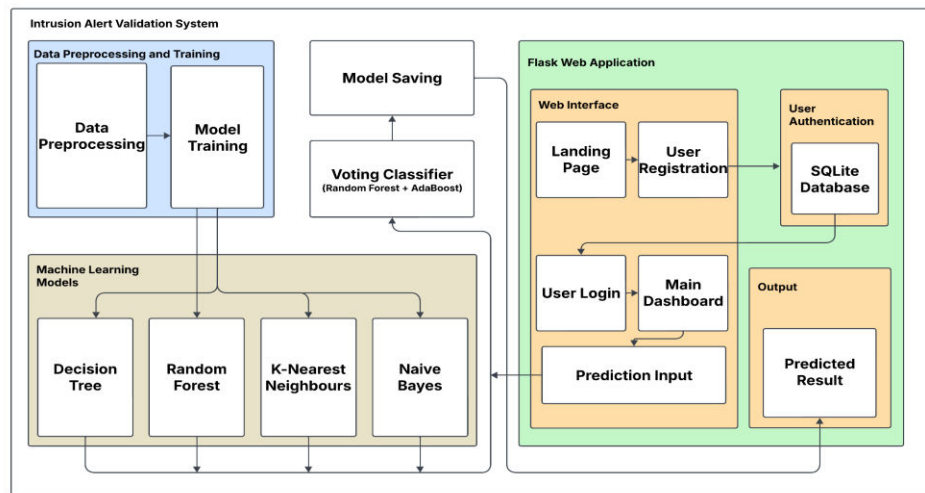 Intrusion Alert Validation System
Data Preprocessing and Training
Data
Preprocessing
Model
Training
Model Saving
Voting Classifier
(Random Forest + AdaBoost)
Machine Learning
Models
Decision
Tree
Random
Forest
K-Nearest
Neighbours
Naive
Bayes
Flask Web Application
Web Interface
Landing
Page
User
Registration
User
Authentication
SQLite
Database
User Login
Main
Dashboard
Prediction Input
Output
Predicted
Result